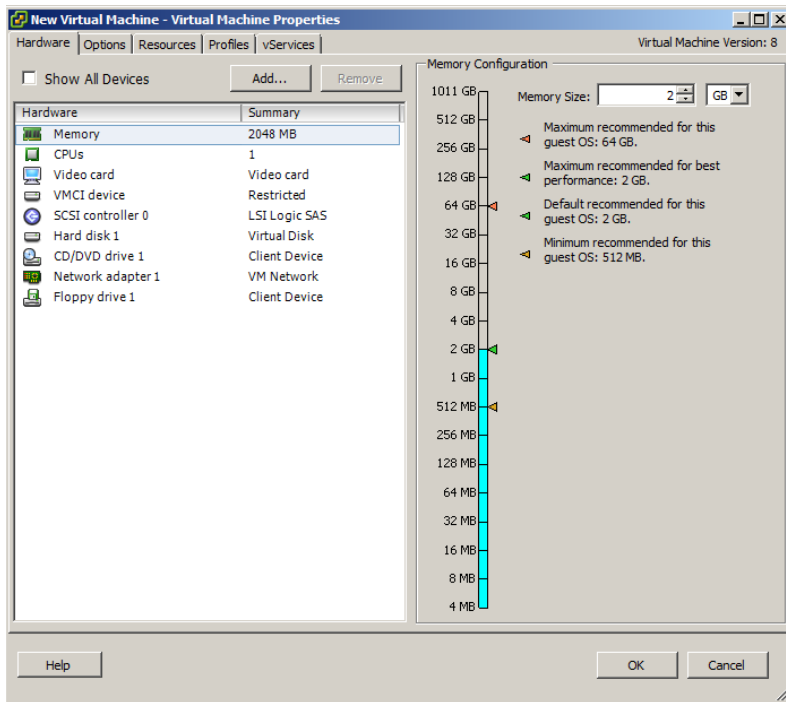 New Virtual Machine - Virtual Machine Properties
Hardware Options Resources Profiles vServices Virtual Machine Version: 8
Show All Devices Add... Remove
Hardware Summary
Memory 2048 MB
CPUs 1
Video card Video card
VMCI device Restricted
SCSI controller 0 LSI Logic SAS
Hard disk 1 Virtual Disk
CD/DVD drive 1 Client Device
Network adapter 1 VM Network
Floppy drive 1 Client Device
Memory Configuration
Memory Size: 2 GB
1011 GB
512 GB
256 GB
128 GB
64 GB
32 GB
16 GB
8 GB
4 GB
2 GB
1 GB
512 MB
256 MB
128 MB
64 MB
32 MB
16 MB
8 MB
4 MB
Maximum recommended for this
guest OS: 64 GB.
Maximum recommended for best
performance: 2 GB.
Default recommended for this
guest OS: 2 GB.
Minimum recommended for this
guest OS: 512 MB.
Help OK Cancel